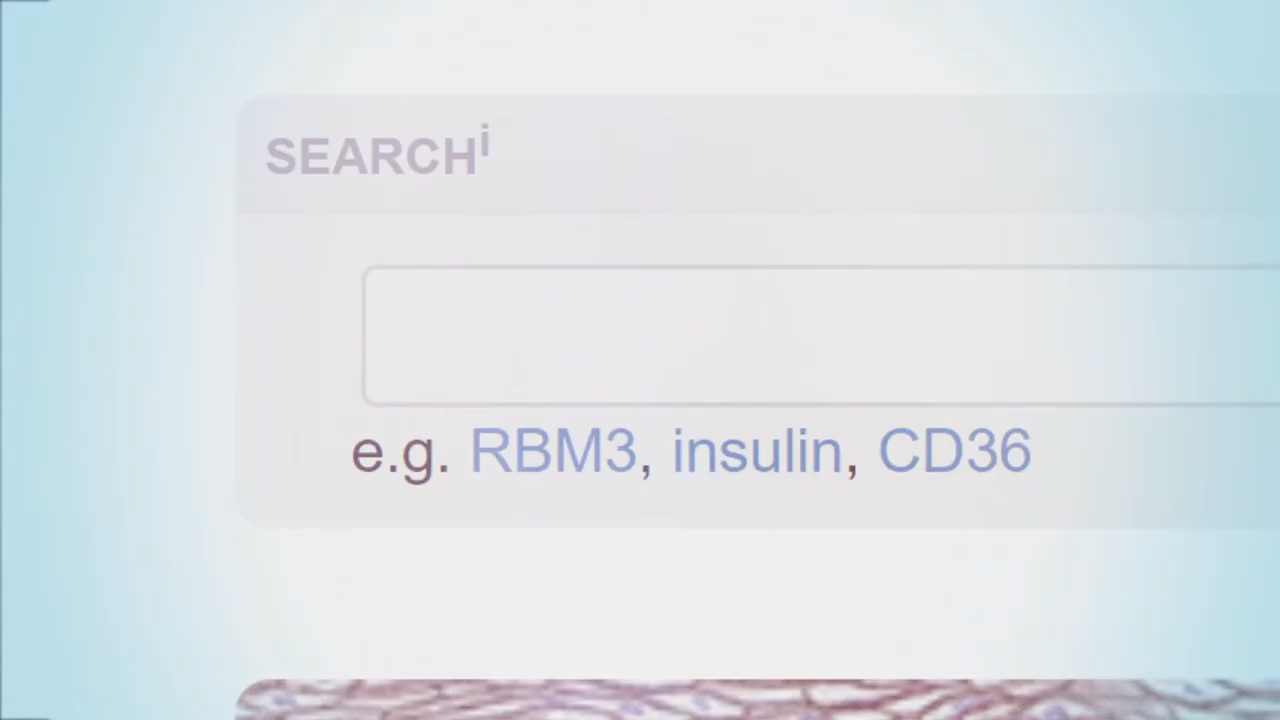 SEARCHⁱ
e.g. RBM3, insulin, CD36